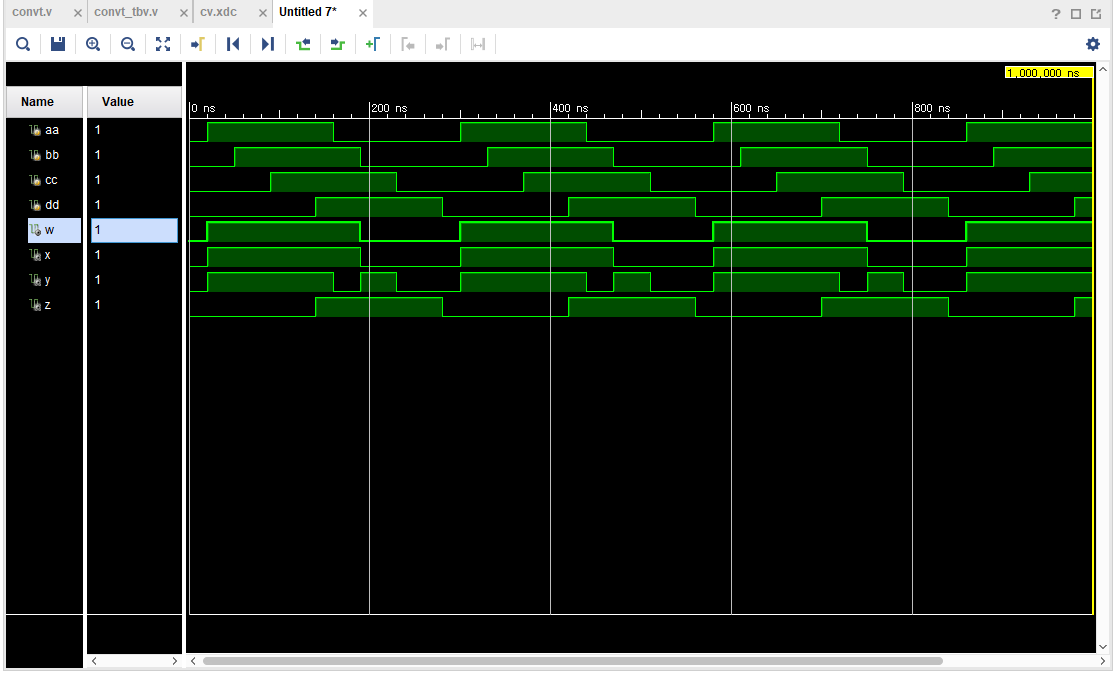 convt.v × convt_tbv.v × cv.xdc × Untitled 7* ×
?
1,000,000 ns
Name Value
0 ns 200 ns 400 ns 600 ns 800 ns
aa 1
bb 1
cc 1
dd 1
w 1
x 1
y 1
z 1